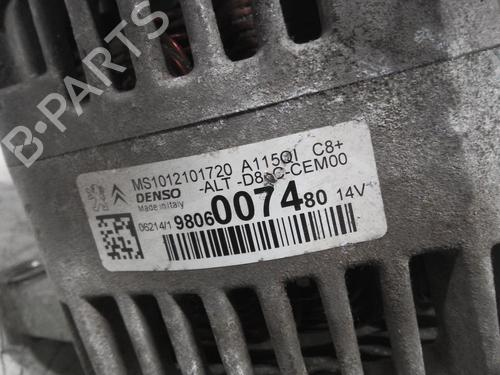 B-PARTS
MS1012101720 A115QI C8+
DENSO -ALT -D8 C-CEM00
Made in Italy
06214/1 9806007480 14V